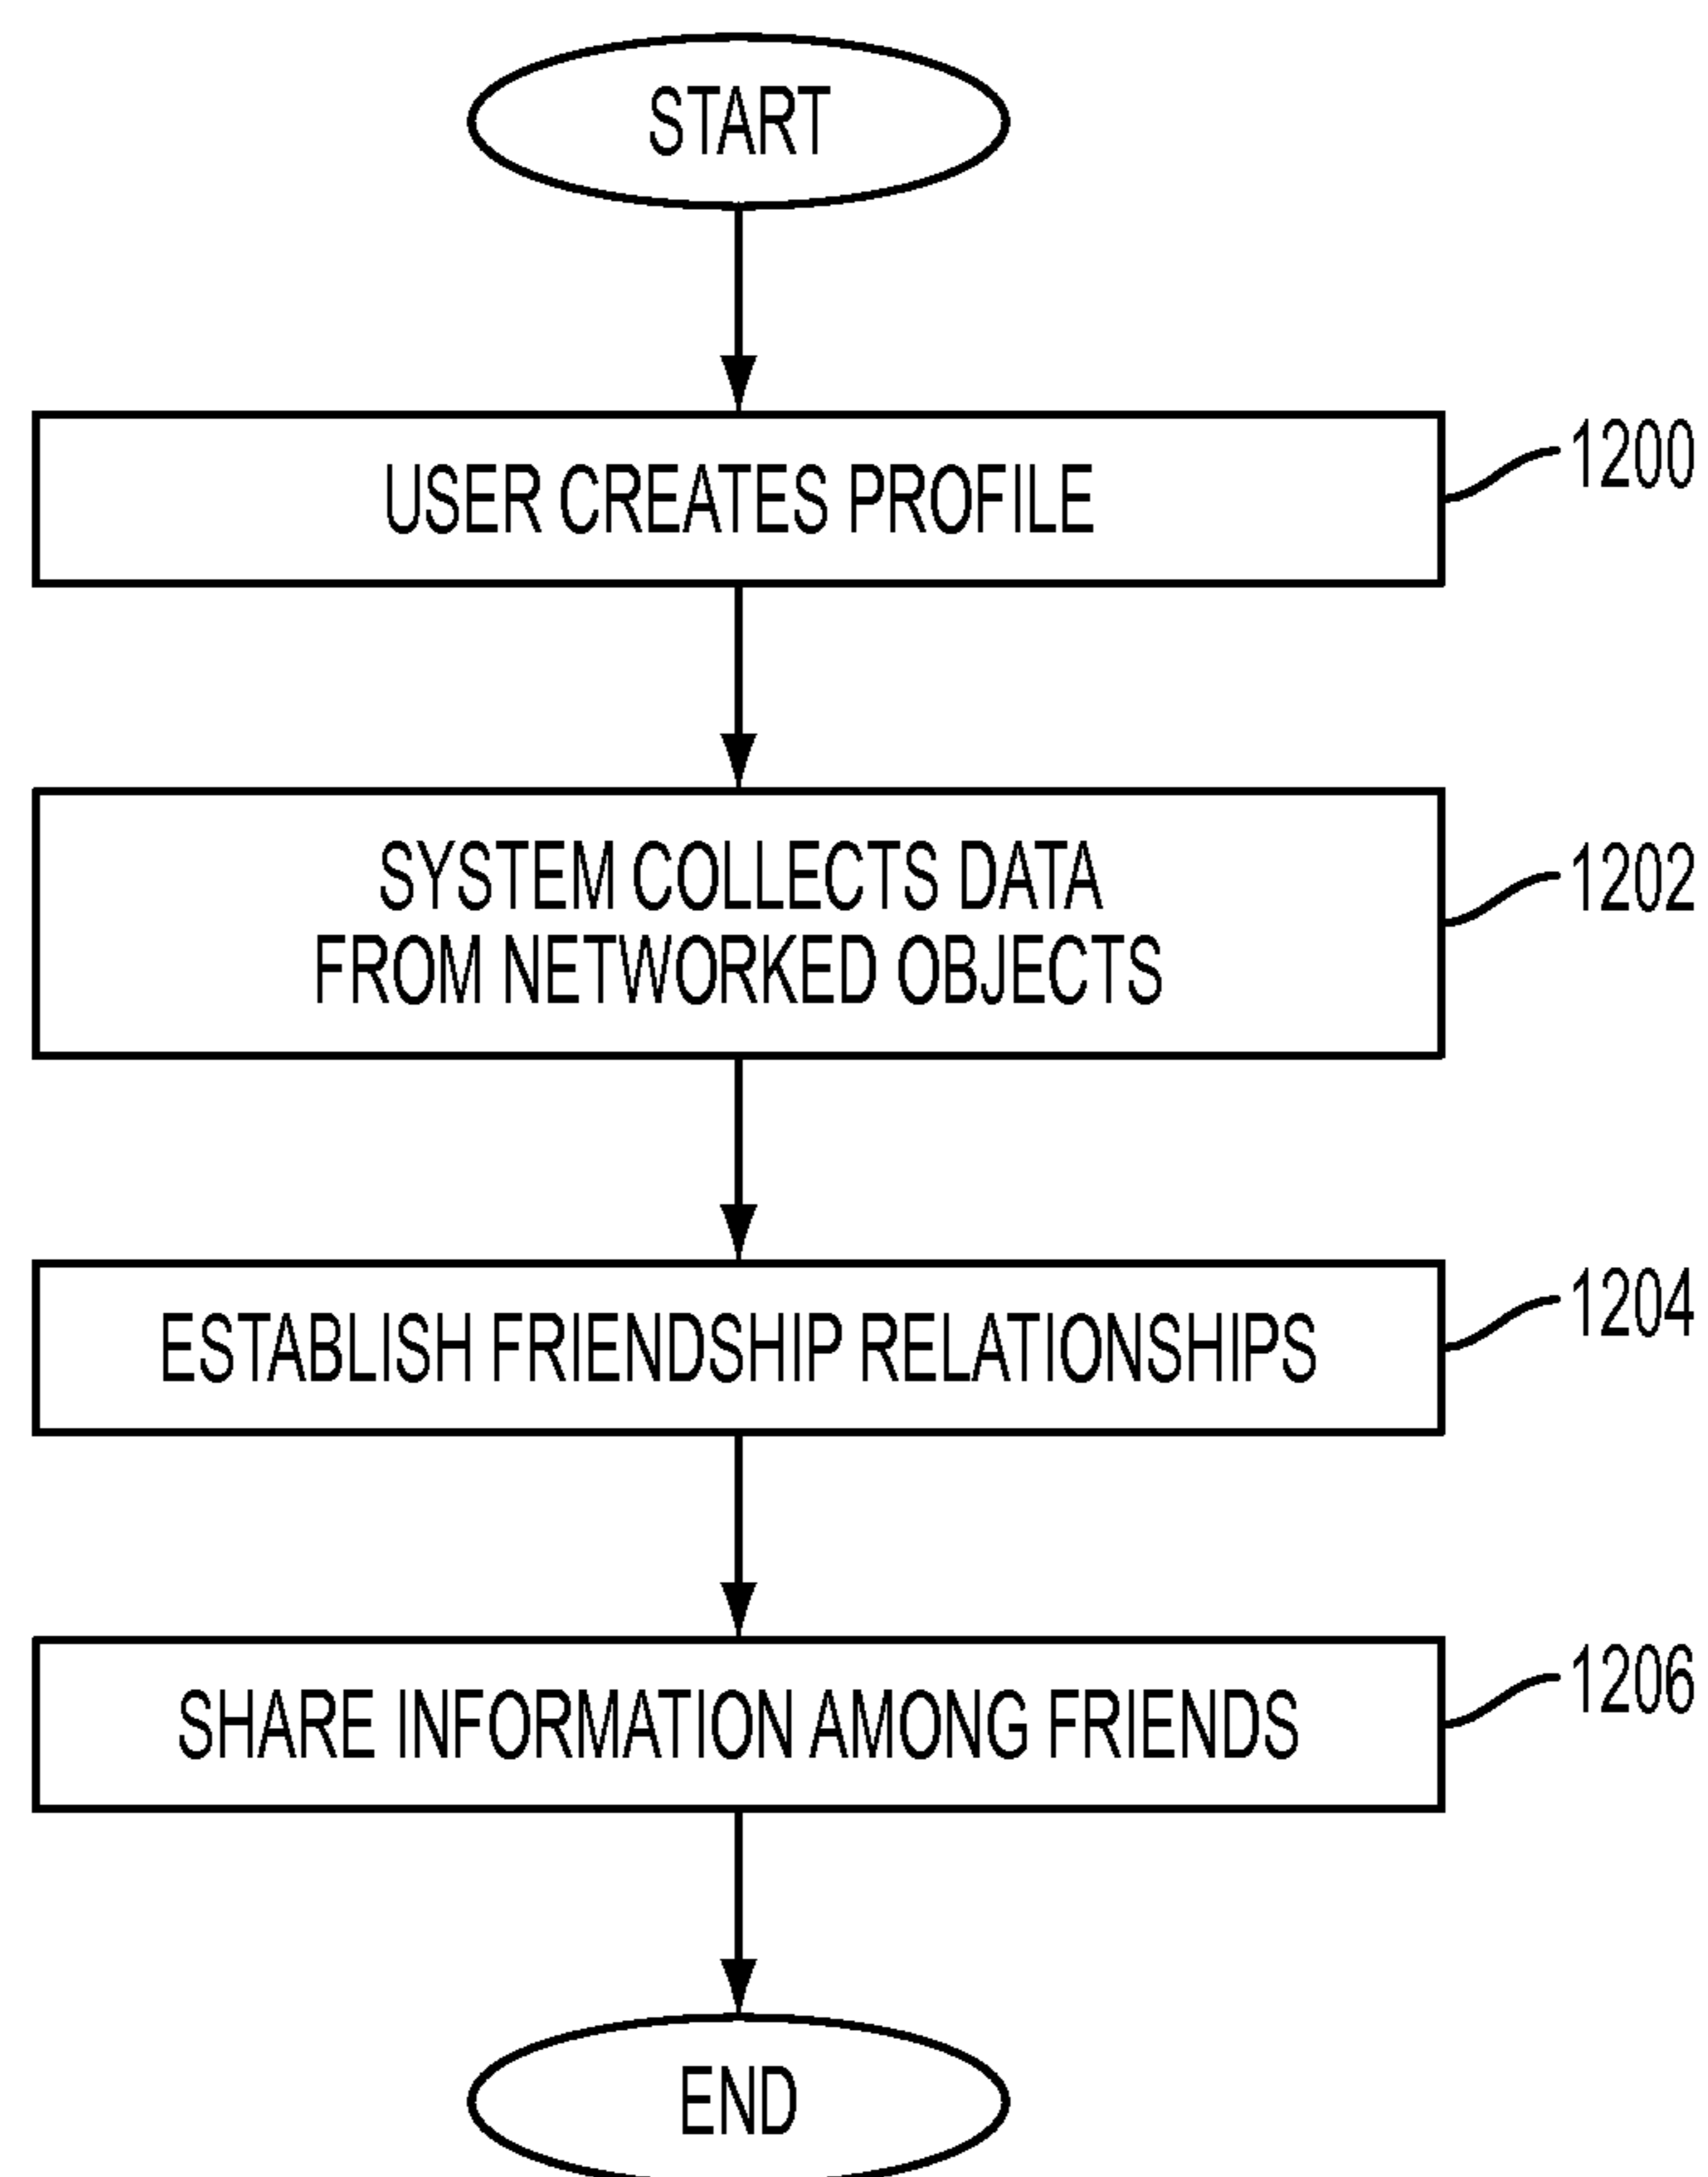 START
USER CREATES PROFILE
1200
SYSTEM COLLECTS DATA
FROM NETWORKED OBJECTS
1202
ESTABLISH FRIENDSHIP RELATIONSHIPS
1204
SHARE INFORMATION AMONG FRIENDS
1206
END